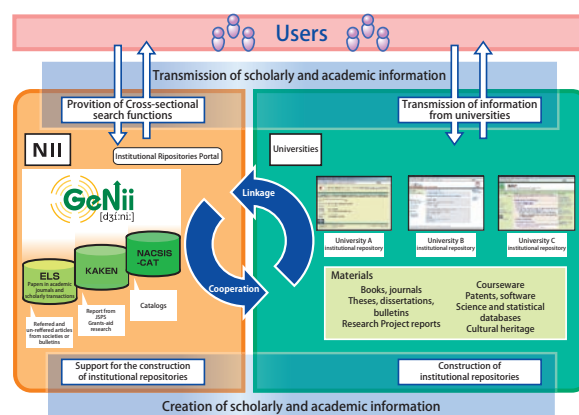 Users
Transmission of scholarly and academic information
Provition of Cross-sectional
search functions
Transmission of information
from universities
NII
Institutional Ripositories Portal
Universities
GeNii
[dʒí:ni:]
Linkage
Cooperation
University A
institutional repository
University B
institutional repository
University C
institutional repository
ELS
Papers in academic
journals and
scholarly transactions
KAKEN
NACSIS
-CAT
Referred and
un-reffered articles
from societies or
bulletins
Report from
JSPS
Grants-aid
research
Catalogs
Materials
Books, journals
Theses, dissertations,
bulletins
Research Project reports
Courseware
Patents, software
Science and statistical
databases
Cultural heritage
Support for the construction
of institutional repositories
Construction of
institutional repositories
Creation of scholarly and academic information